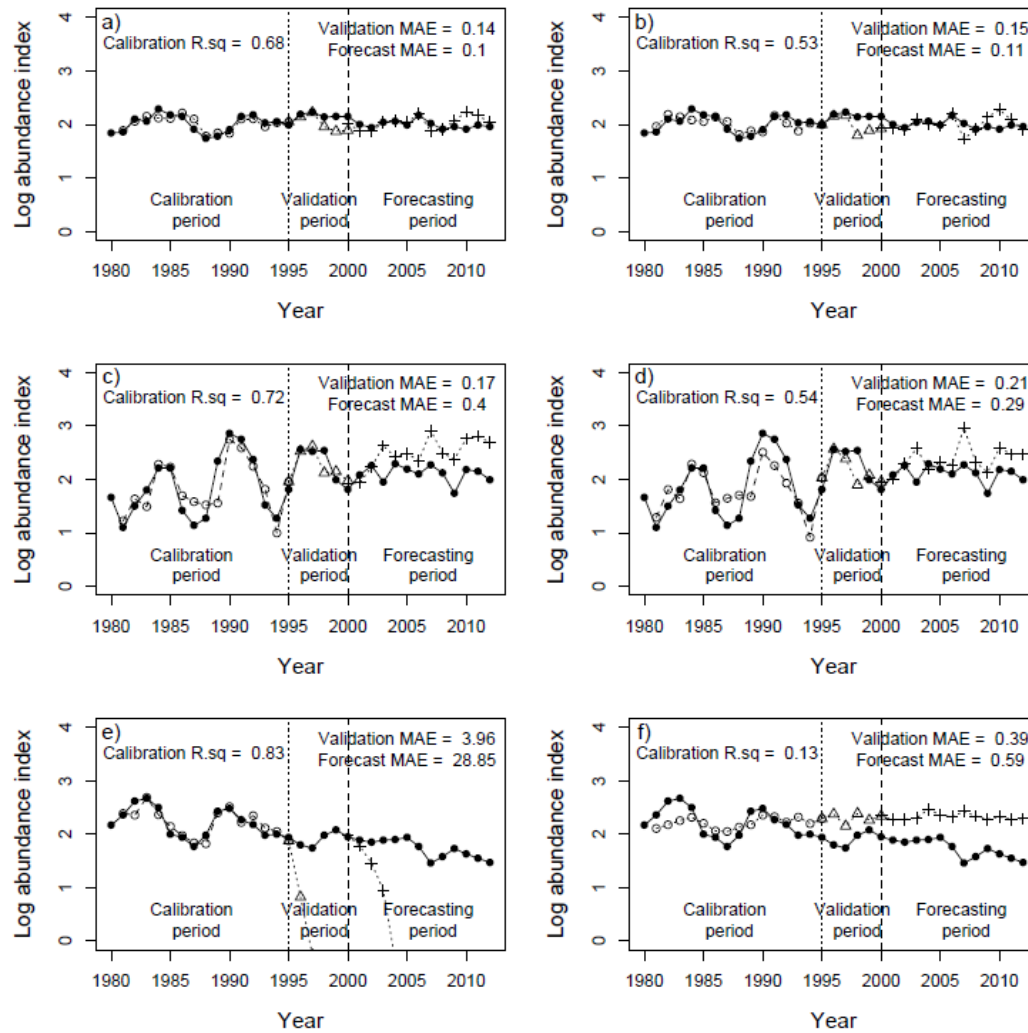 a)
Calibration R.sq = 0.68
Validation MAE = 0.14
Forecast MAE = 0.1
Log abundance index
4
3
2
1
0
Calibration period
Validation period
Forecasting period
1980 1985 1990 1995 2000 2005 2010
Year
b)
Calibration R.sq = 0.53
Validation MAE = 0.15
Forecast MAE = 0.11
Log abundance index
4
3
2
1
0
Calibration period
Validation period
Forecasting period
1980 1985 1990 1995 2000 2005 2010
Year
c)
Calibration R.sq = 0.72
Validation MAE = 0.17
Forecast MAE = 0.4
Log abundance index
4
3
2
1
0
Calibration period
Validation period
Forecasting period
1980 1985 1990 1995 2000 2005 2010
Year
d)
Calibration R.sq = 0.54
Validation MAE = 0.21
Forecast MAE = 0.29
Log abundance index
4
3
2
1
0
Calibration period
Validation period
Forecasting period
1980 1985 1990 1995 2000 2005 2010
Year
e)
Calibration R.sq = 0.83
Validation MAE = 3.96
Forecast MAE = 28.85
Log abundance index
4
3
2
1
0
Calibration period
Validation period
Forecasting period
1980 1985 1990 1995 2000 2005 2010
Year
f)
Calibration R.sq = 0.13
Validation MAE = 0.39
Forecast MAE = 0.59
Log abundance index
4
3
2
1
0
Calibration period
Validation period
Forecasting period
1980 1985 1990 1995 2000 2005 2010
Year